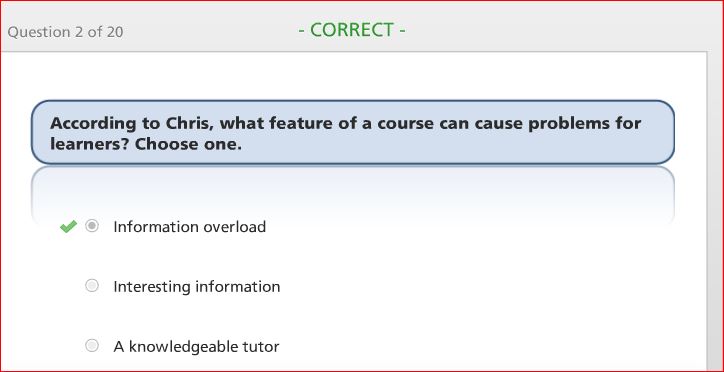 Question 2 of 20
- CORRECT -
According to Chris, what feature of a course can cause problems for
learners? Choose one.
Information overload
Interesting information
A knowledgeable tutor